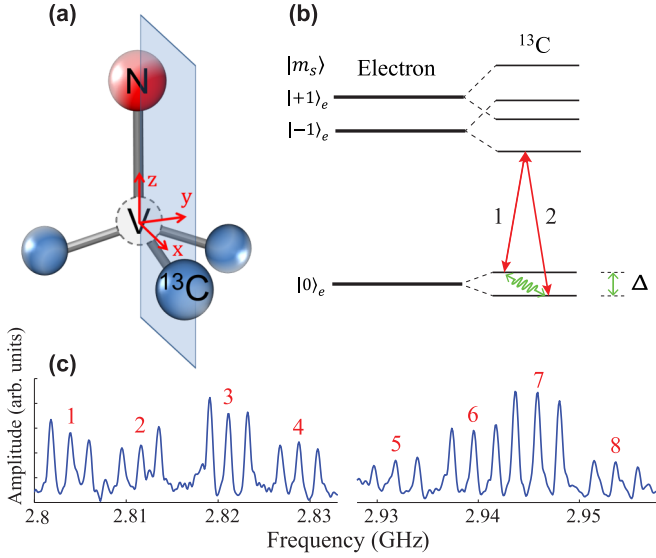 (a)
N
z
y
V
x
¹³C
(b)
¹³C
|mₛ⟩ Electron
|+1⟩ₑ
|−1⟩ₑ
1 2
|0⟩ₑ
Δ
(c)
Amplitude (arb. units)
1 2 3 4 5 6 7 8
2.8 2.81 2.82 2.83 2.93 2.94 2.95
Frequency (GHz)